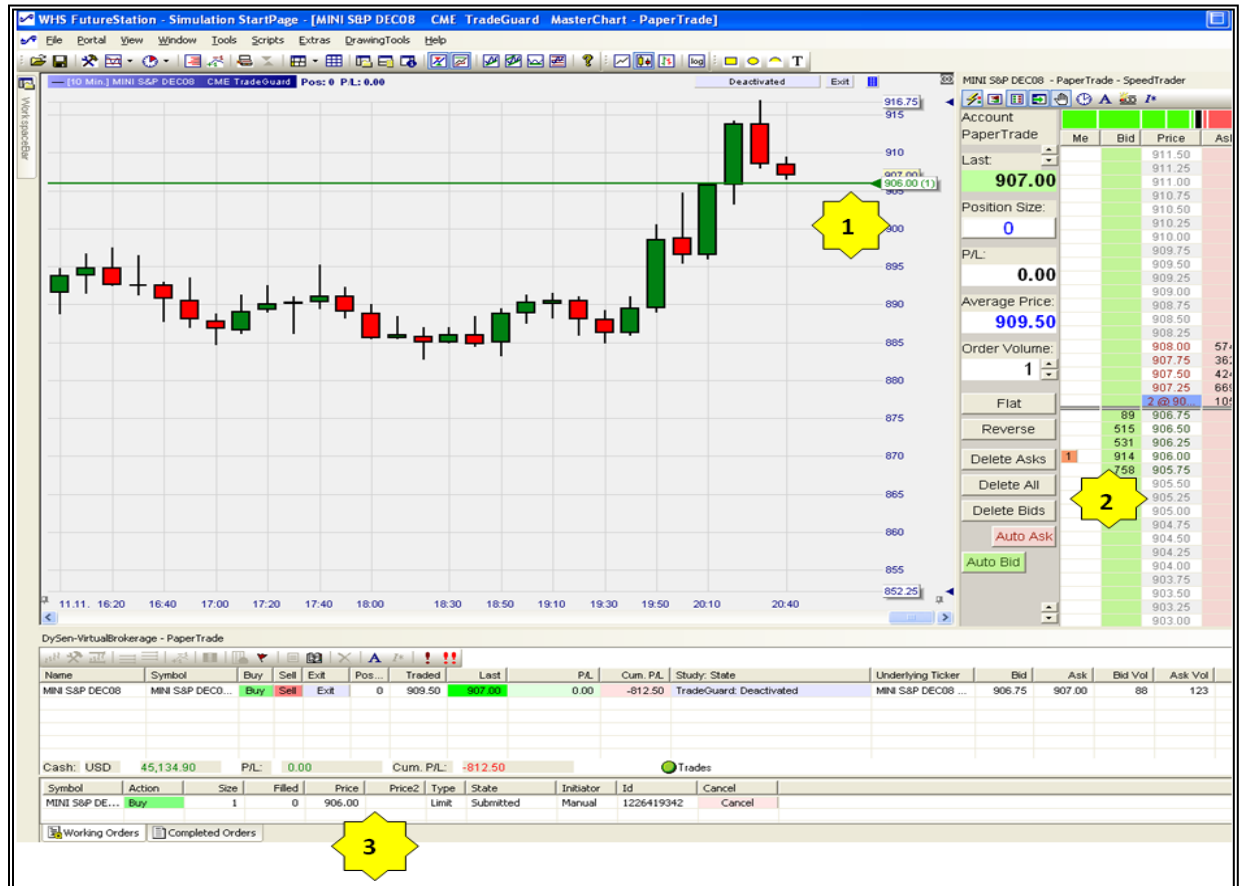 WHS FutureStation - Simulation StartPage - [MINI S&P DEC08 CME TradeGuard MasterChart - PaperTrade]
File Portal View Window Tools Scripts Extras DrawingTools Help
log T
WorkspaceBar
[10 Min.] MINI S&P DEC08 CME TradeGuard Pos: 0 P/L: 0.00 Deactivated Exit
916.75
915
910
907.00
906.00 (1)
905
900
895
890
885
880
875
870
865
860
855
852.25
1
11.11. 16:20 16:40 17:00 17:20 17:40 18:00 18:30 18:50 19:10 19:30 19:50 20:10 20:40
MINI S&P DEC08 - PaperTrade - SpeedTrader
Account
PaperTrade
Last:
907.00
Position Size:
0
P/L:
0.00
Average Price:
909.50
Order Volume:
1
Flat
Reverse
Delete Asks
Delete All
Delete Bids
Auto Ask
Auto Bid
Me Bid Price Ask
911.50
911.25
911.00
910.75
910.50
910.25
910.00
909.75
909.50
909.25
909.00
908.75
908.50
908.25
908.00 574
907.75 362
907.50 424
907.25 669
2 @ 90... 105
89 906.75
515 906.50
531 906.25
1 914 906.00
758 905.75
905.50
905.25
905.00
904.75
904.50
904.25
904.00
903.75
903.50
903.25
903.00
2
DySen-VirtualBrokerage - PaperTrade
Name Symbol Buy Sell Exit Pos... Traded Last P/L Cum. P/L Study: State Underlying Ticker Bid Ask Bid Vol Ask Vol
MINI S&P DEC08 MINI S&P DEC0... Buy Sell Exit 0 909.50 907.00 0.00 -812.50 TradeGuard: Deactivated MINI S&P DEC08 ... 906.75 907.00 88 123
Cash: USD 45,134.90 P/L: 0.00 Cum. P/L: -812.50 Trades
Symbol Action Size Filled Price Price2 Type State Initiator Id Cancel
MINI S&P DE... Buy 1 0 906.00 Limit Submitted Manual 1226419342 Cancel
Working Orders Completed Orders
3